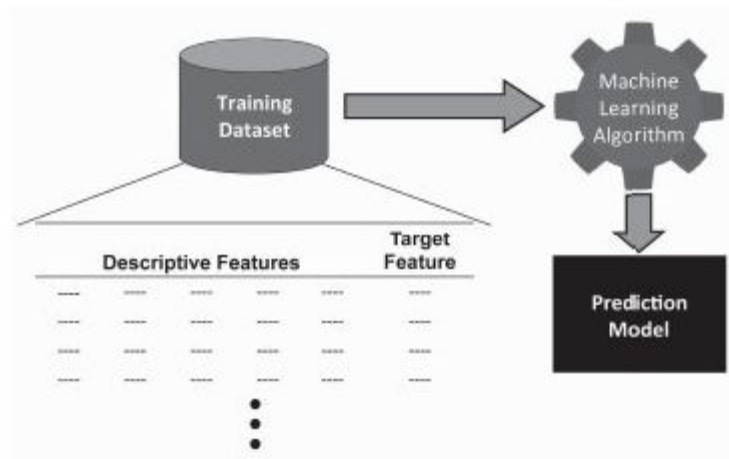 Training
Dataset
Machine
Learning
Algorithm
Descriptive Features
Target
Feature
---- ---- ---- ---- ---- ----
---- ---- ---- ---- ---- ----
---- ---- ---- ---- ---- ----
---- ---- ---- ---- ---- ----
Prediction
Model